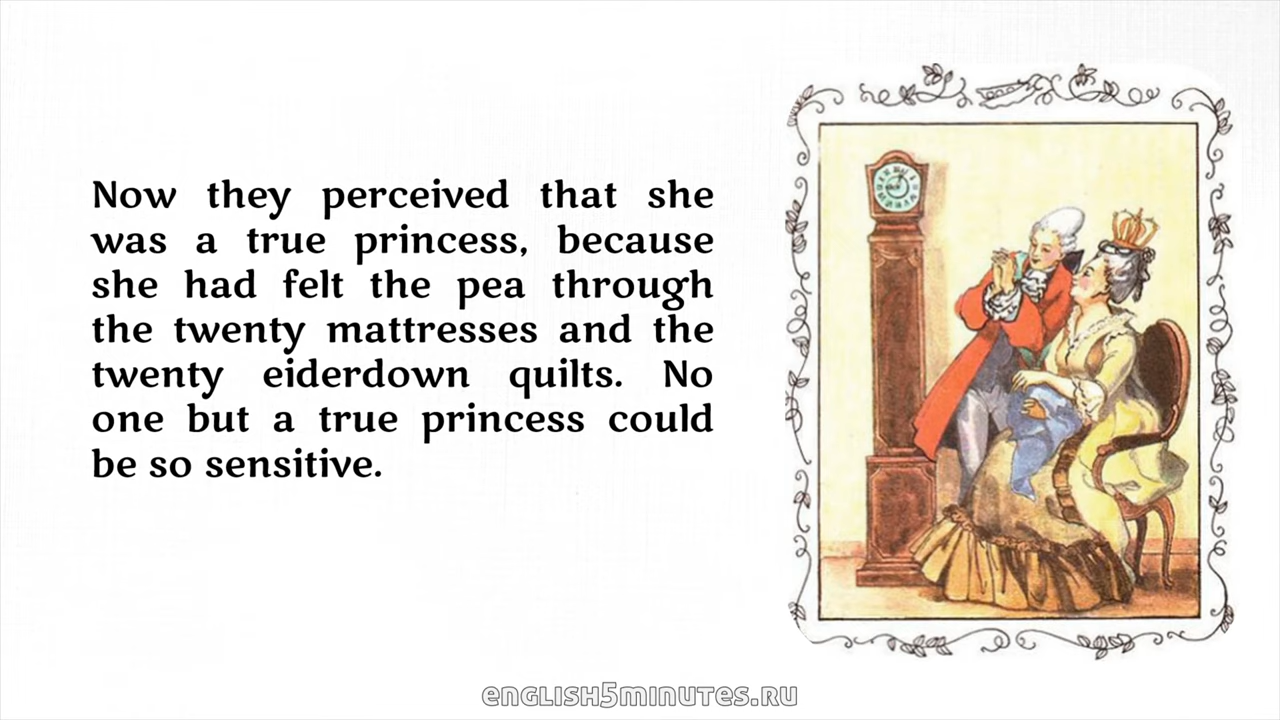 Now they perceived that she
was a true princess, because
she had felt the pea through
the twenty mattresses and the
twenty eiderdown quilts. No
one but a true princess could
be so sensitive.
english5minutes.ru